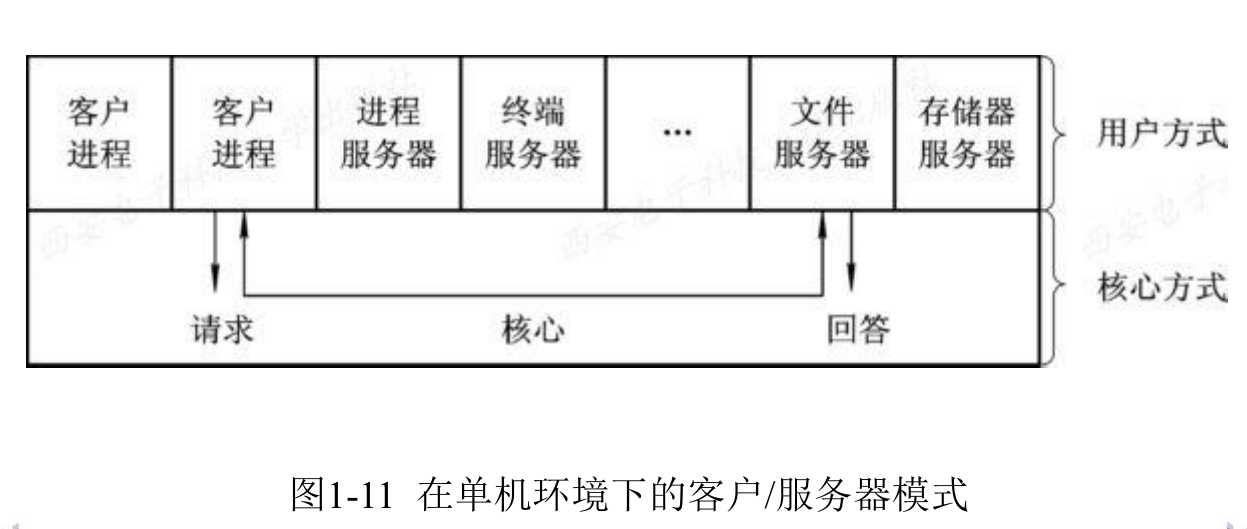 客户
进程
客户
进程
进程
服务器
终端
服务器
...
文件
服务器
存储器
服务器
用户方式
请求
核心
回答
核心方式
图1-11 在单机环境下的客户/服务器模式